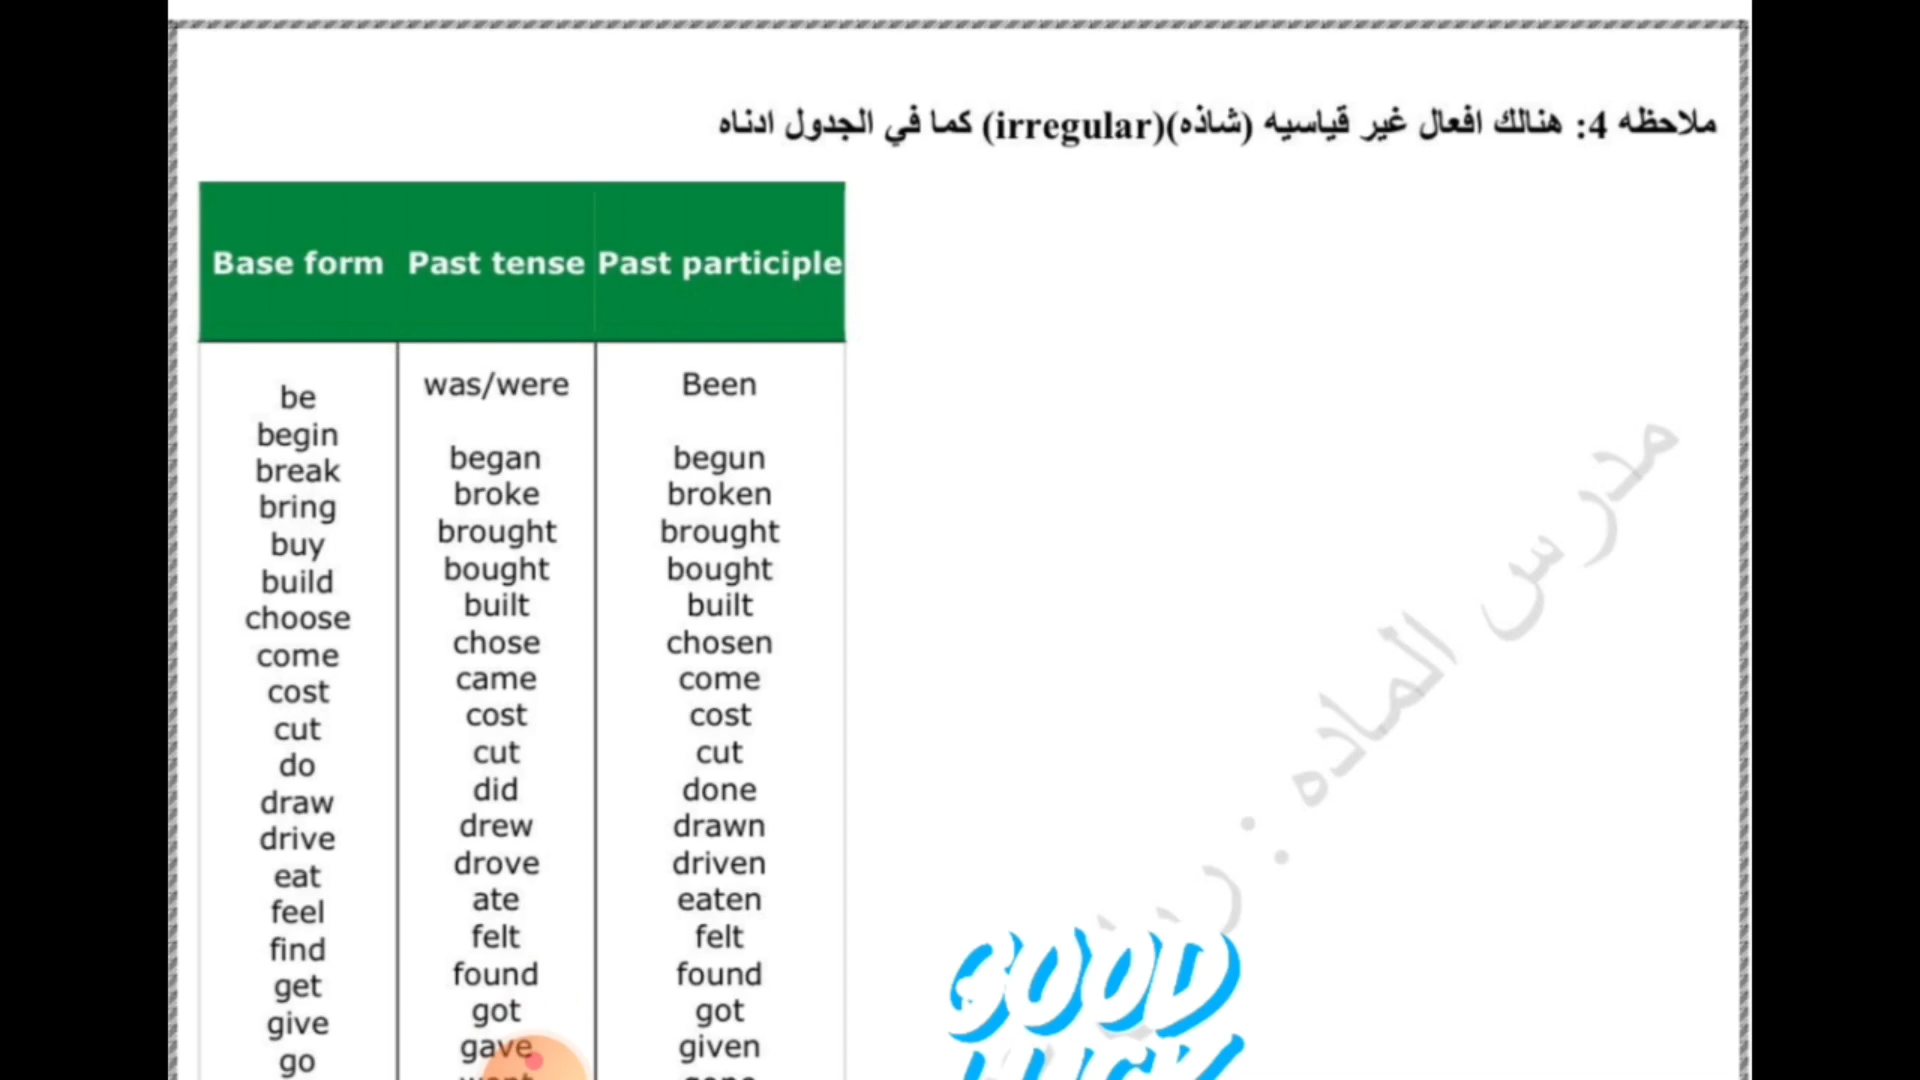 ملاحظه 4: هنالك افعال غير قياسيه (شاذه)(irregular) كما في الجدول ادناه
Base form Past tense Past participle
be was/were Been
begin began begun
break broke broken
bring brought brought
buy bought bought
build built built
choose chose chosen
come came come
cost cost cost
cut cut cut
do did done
draw drew drawn
drive drove driven
eat ate eaten
feel felt felt
find found found
get got got
give gave given
go
مدرس الماده :
GOOD
LUCK